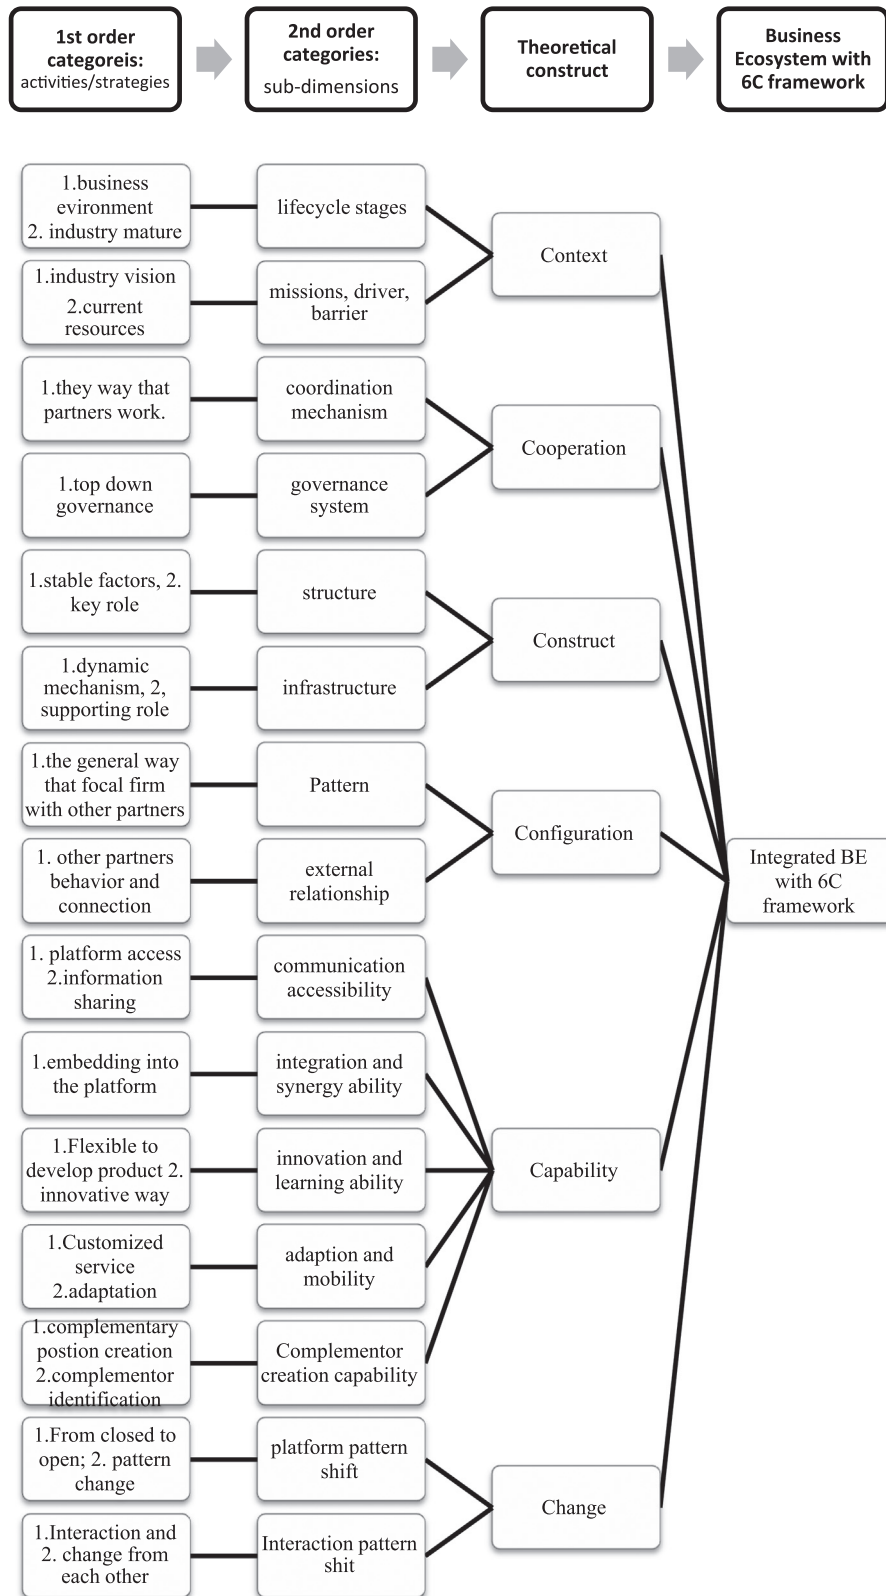 1st order
categoreis:
activities/strategies
2nd order
categories:
sub-dimensions
Theoretical
construct
Business
Ecosystem with
6C framework
1.business
evironment
2. industry mature
lifecycle stages
1.industry vision
2.current
resources
missions, driver,
barrier
Context
1.they way that
partners work.
coordination
mechanism
1.top down
governance
governance
system
Cooperation
1.stable factors, 2.
key role
structure
1.dynamic
mechanism, 2,
supporting role
infrastructure
Construct
1.the general way
that focal firm
with other partners
Pattern
1. other partners
behavior and
connection
external
relationship
Configuration
1. platform access
2.information
sharing
communication
accessibility
1.embedding into
the platform
integration and
synergy ability
1.Flexible to
develop product 2.
innovative way
innovation and
learning ability
1.Customized
service
2.adaptation
adaption and
mobility
1.complementary
postion creation
2.complementor
identification
Complementor
creation capability
Capability
1.From closed to
open; 2. pattern
change
platform pattern
shift
1.Interaction and
2. change from
each other
Interaction pattern
shit
Change
Integrated BE
with 6C
framework